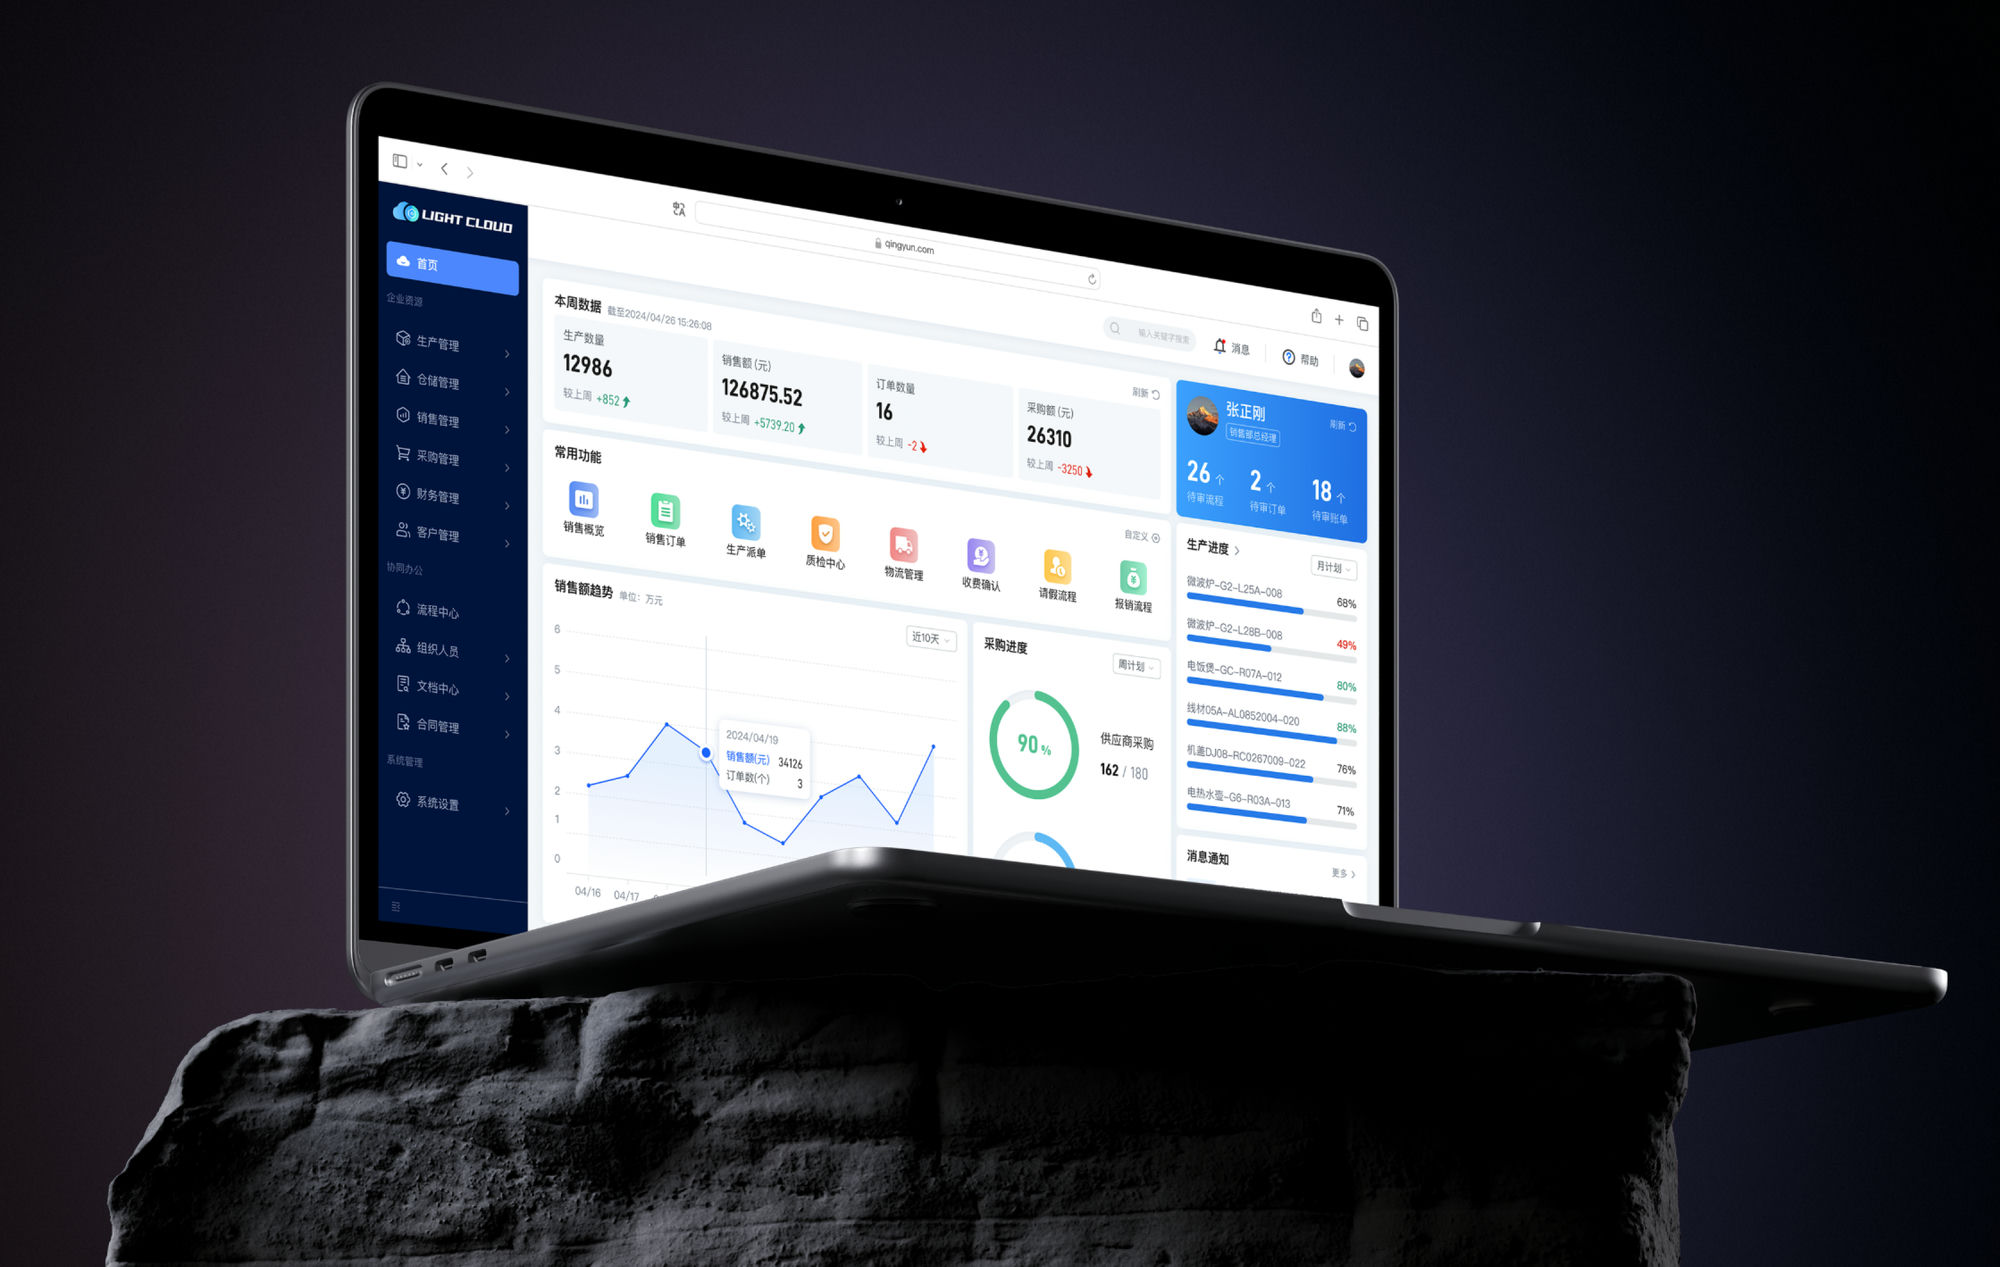 qingyun.com
LIGHT CLOUD
首页
企业资源
生产管理
仓储管理
销售管理
采购管理
财务管理
客户管理
协同办公
流程中心
组织人员
文档中心
合同管理
系统管理
系统设置
输入关键字搜索
消息
帮助
本周数据 截至2024/04/26 15:26:08
刷新
生产数量
12986
较上周 +852
销售额 (元)
126875.52
较上周 +5739.20
订单数量
16
较上周 -2
采购额 (元)
26310
较上周 -3250
常用功能
自定义
销售概览
销售订单
生产派单
质检中心
物流管理
收费确认
请假流程
报销流程
销售额趋势 单位：万元
近10天
6
5
4
3
2
1
0
04/16 04/17
2024/04/19
销售额(元) 34126
订单数(个) 3
采购进度
周计划
90 %
供应商采购
162 / 180
张正刚
销售部总经理
刷新
26 个
待审流程
2 个
待审订单
18 个
待审账单
生产进度
月计划
微波炉-G2-L25A-008 68%
微波炉-G2-L28B-008 49%
电饭煲-GC-R07A-012 80%
线材05A-AL0852004-020 88%
机盖DJ08-RC0267009-022 76%
电热水壶-G6-R03A-013 71%
消息通知
更多